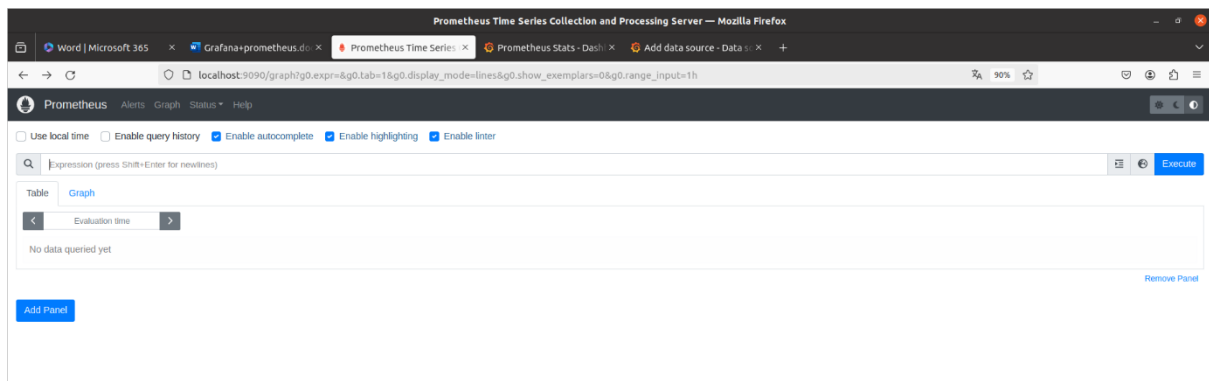 Prometheus Time Series Collection and Processing Server — Mozilla Firefox
Word | Microsoft 365 Grafana+prometheus.do Prometheus Time Series Prometheus Stats - Dash Add data source - Data so
localhost:9090/graph?g0.expr=&g0.tab=1&g0.display_mode=lines&g0.show_exemplars=0&g0.range_input=1h 90%
Prometheus Alerts Graph Status Help
Use local time Enable query history Enable autocomplete Enable highlighting Enable linter
Expression (press Shift+Enter for newlines) Execute
Table Graph
Evaluation time
No data queried yet
Remove Panel
Add Panel